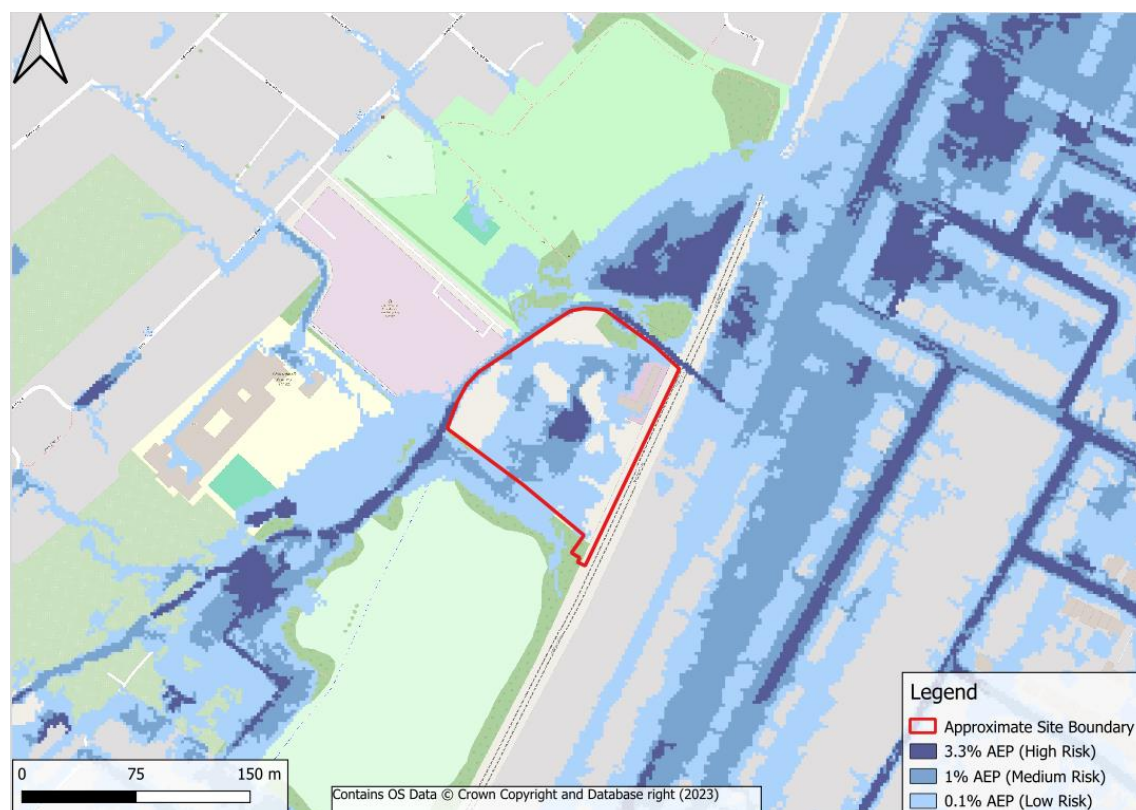 Legend
Approximate Site Boundary
3.3% AEP (High Risk)
1% AEP (Medium Risk)
0.1% AEP (Low Risk)
0 75 150 m
Contains OS Data © Crown Copyright and Database right (2023)